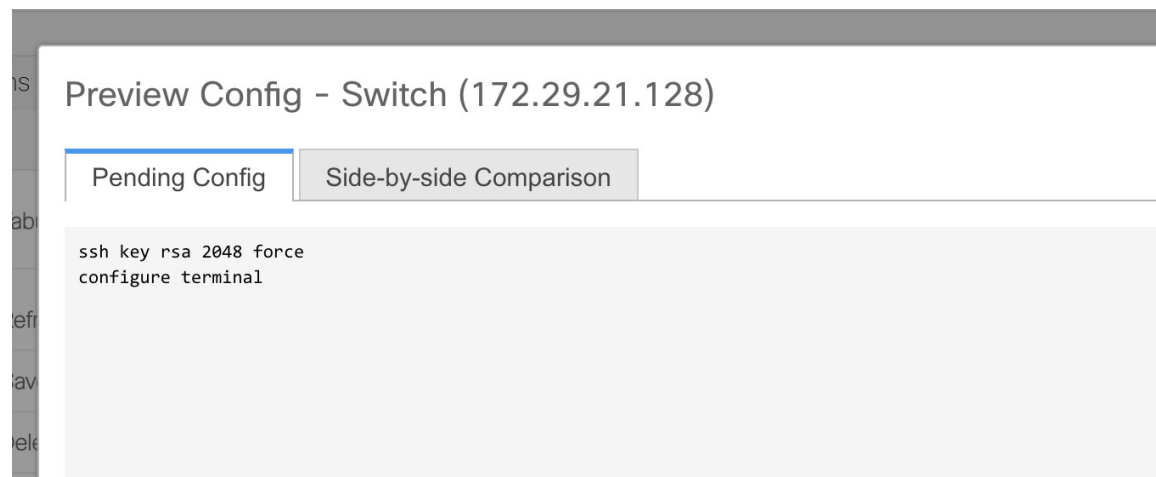 Preview Config - Switch (172.29.21.128)
Pending Config
Side-by-side Comparison
ssh key rsa 2048 force
configure terminal